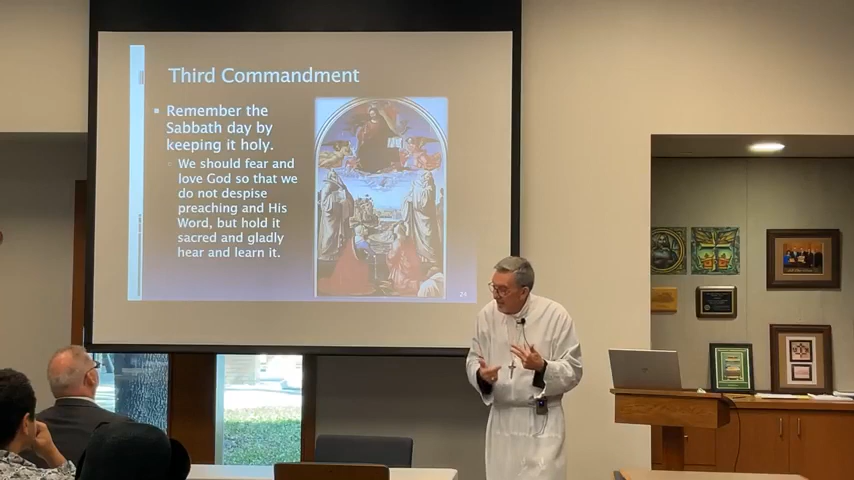 Third Commandment
Remember the
Sabbath day by
keeping it holy.
We should fear and
love God so that we
do not despise
preaching and His
Word, but hold it
sacred and gladly
hear and learn it.